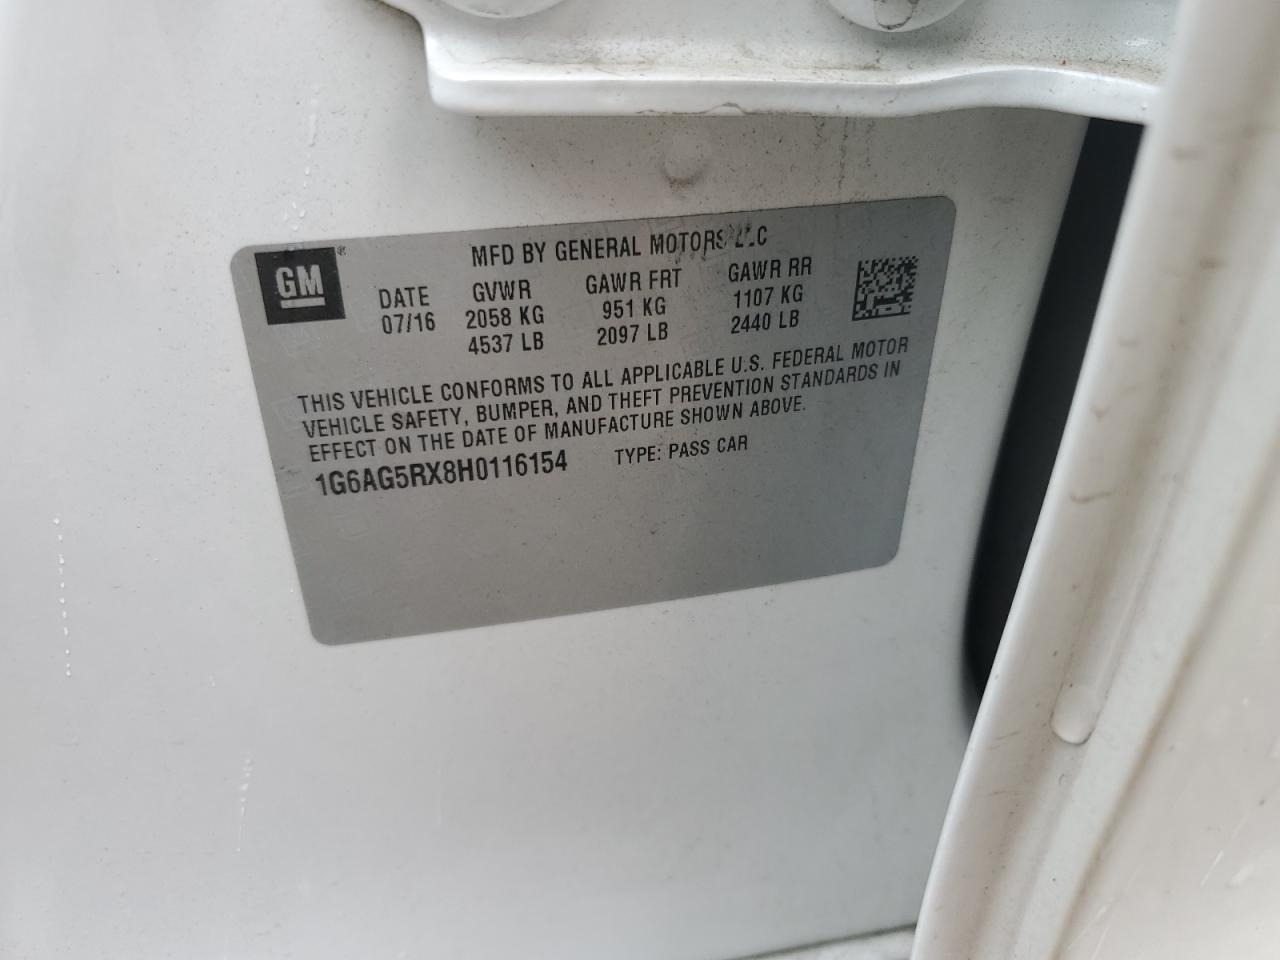 GM®
MFD BY GENERAL MOTORS LLC
DATE GVWR GAWR FRT GAWR RR
07/16 2058 KG 951 KG 1107 KG
4537 LB 2097 LB 2440 LB
THIS VEHICLE CONFORMS TO ALL APPLICABLE U.S. FEDERAL MOTOR
VEHICLE SAFETY, BUMPER, AND THEFT PREVENTION STANDARDS IN
EFFECT ON THE DATE OF MANUFACTURE SHOWN ABOVE.
1G6AG5RX8H0116154 TYPE: PASS CAR